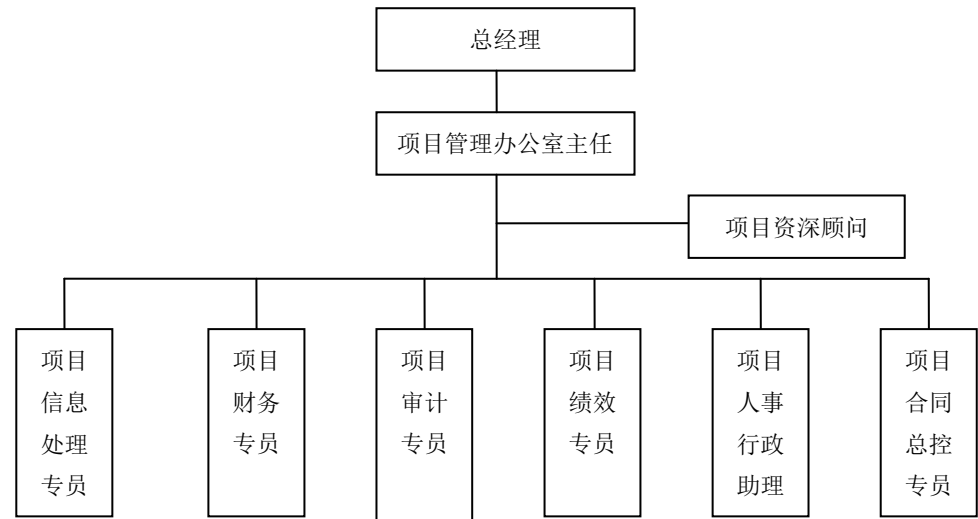 总经理
项目管理办公室主任
项目资深顾问
项目
信息
处理
专员
项目
财务
专员
项目
审计
专员
项目
绩效
专员
项目
人事
行政
助理
项目
合同
总控
专员